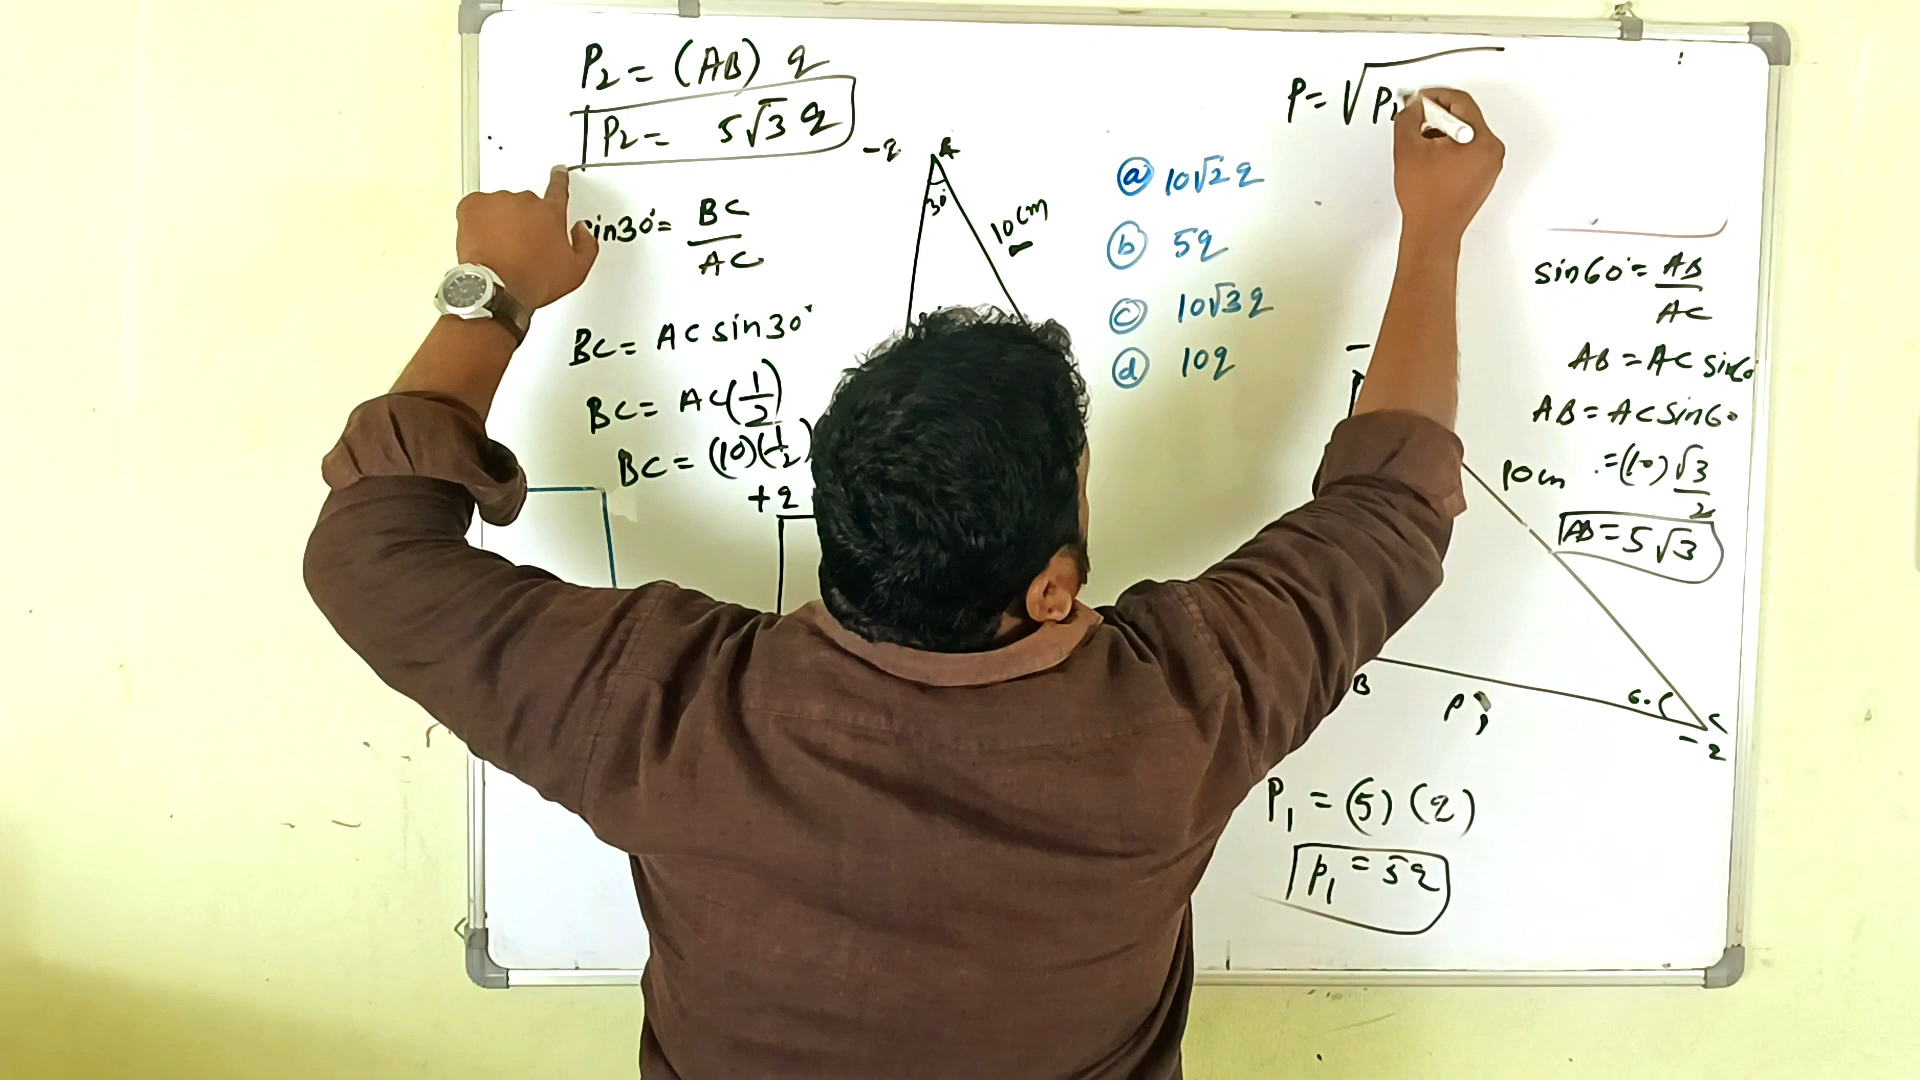 P2 = (AB) q
P2 = 5√3 q
sin30° = BC / AC
BC = AC sin30°
BC = AC(1/2)
BC = (10)(1/2)
+q
-q
A
30°
10cm
ⓐ 10√2 q
ⓑ 5q
ⓒ 10√3 q
ⓓ 10q
P = √P1
sin60° = AB / AC
AB = AC sin60
AB = AC sin60
10cm
= (10) √3 / 2
AB = 5√3
B
60
C
-q
P1 = (5) (q)
P1 = 5q